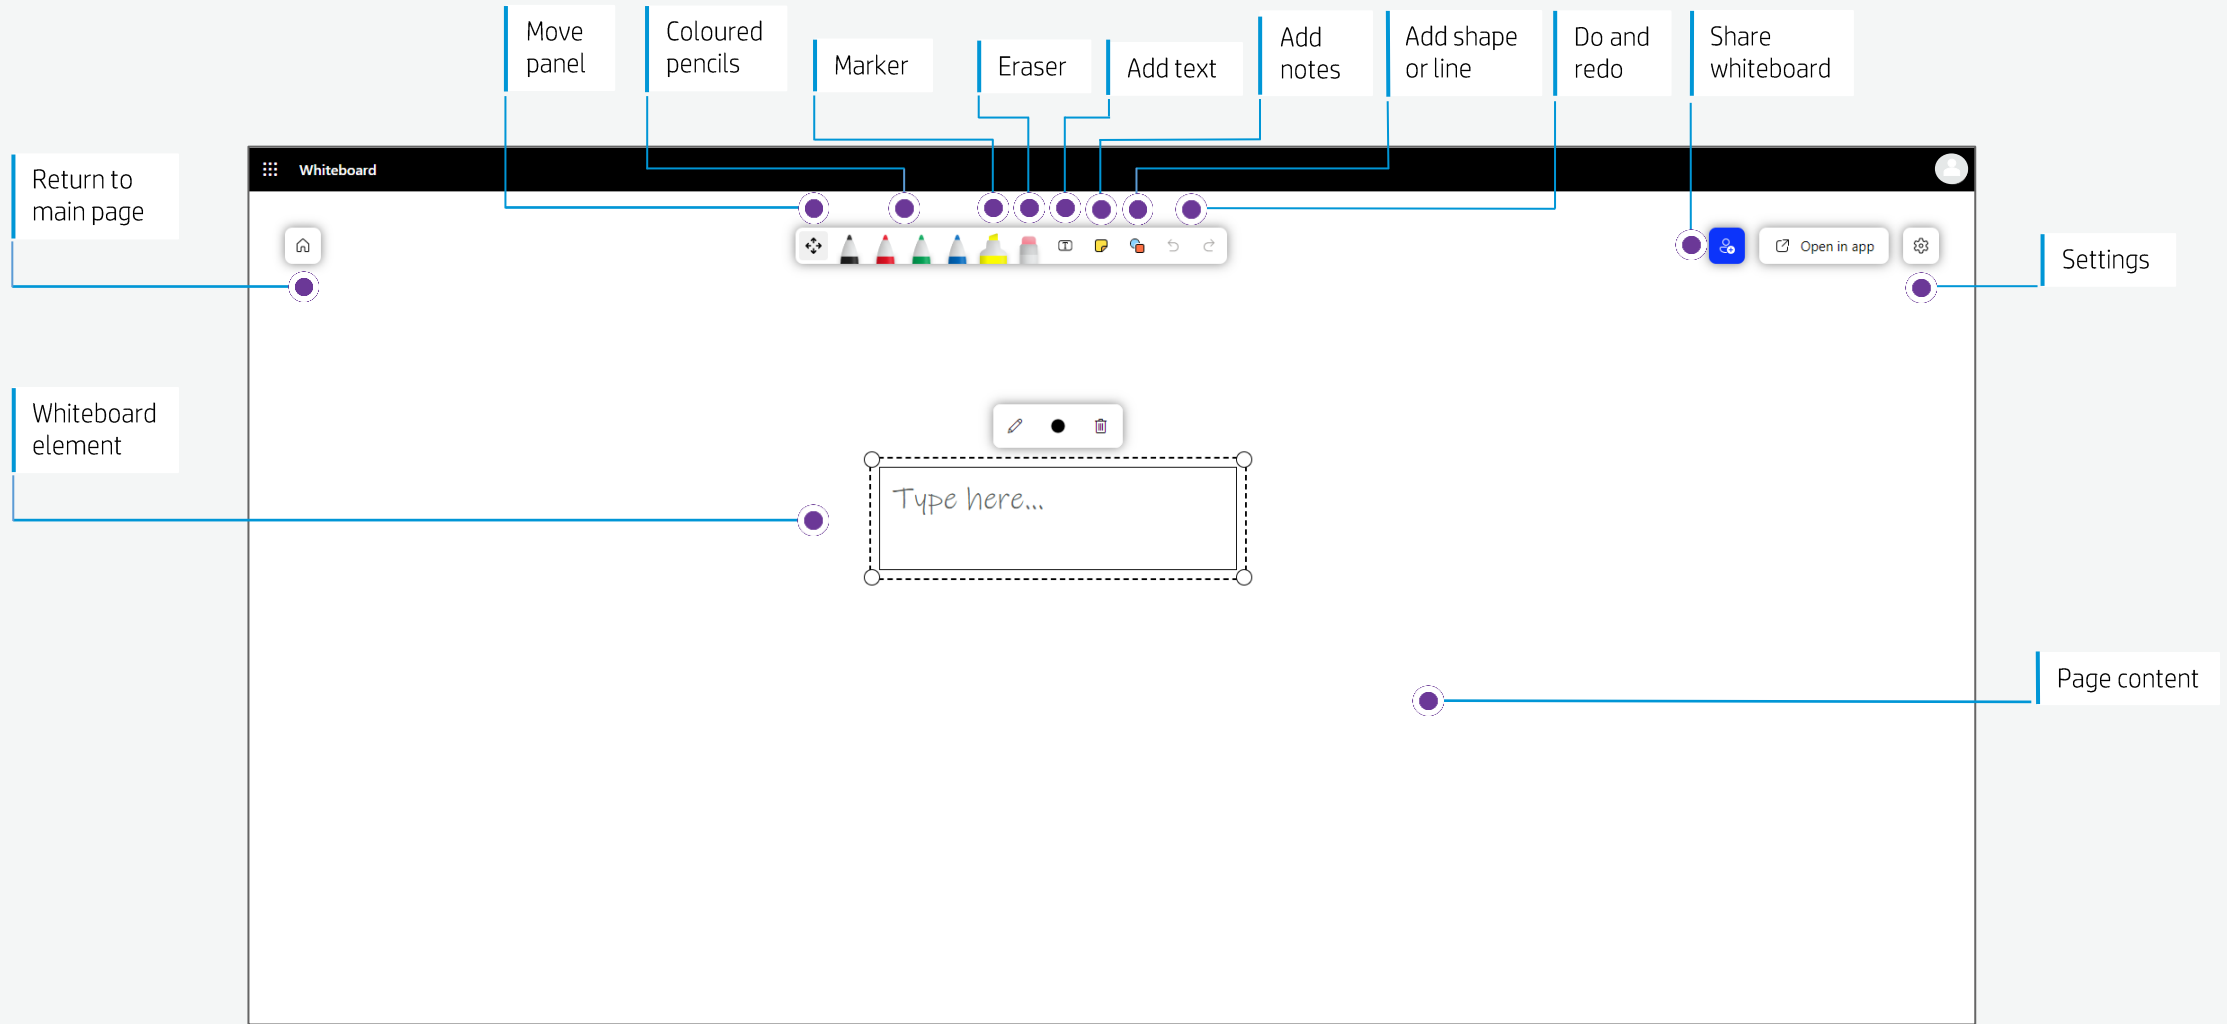 Move
panel
Coloured
pencils
Marker
Eraser
Add text
Add
notes
Add shape
or line
Do and
redo
Share
whiteboard
Return to
main page
Whiteboard
Open in app
Settings
Whiteboard
element
Type here...
Page content